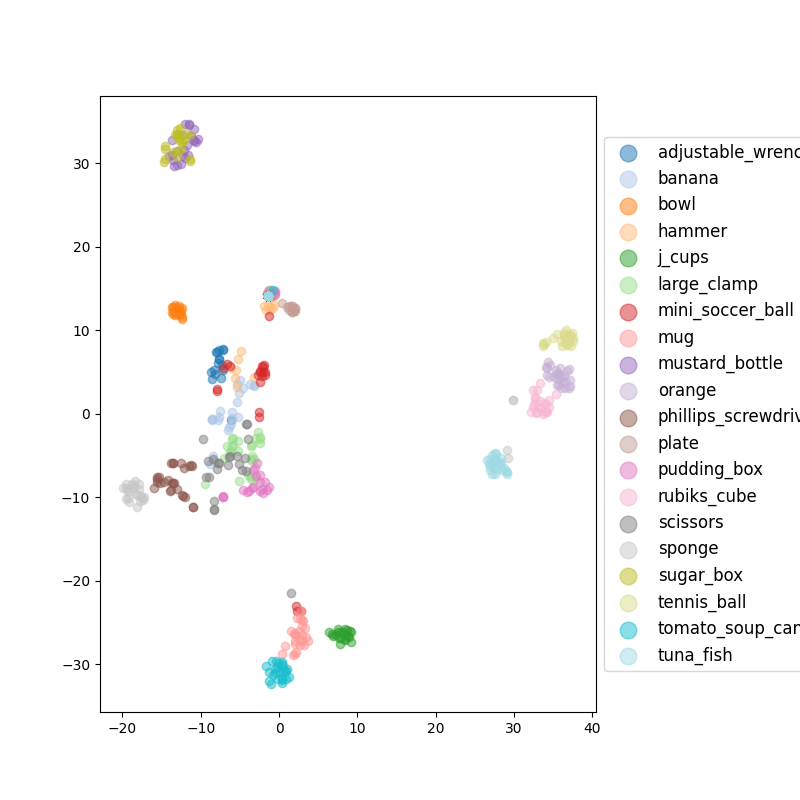 30
20
10
0
−10
−20
−30
−20
−10
0
10
20
30
40
adjustable_wrenc
banana
bowl
hammer
j_cups
large_clamp
mini_soccer_ball
mug
mustard_bottle
orange
phillips_screwdriv
plate
pudding_box
rubiks_cube
scissors
sponge
sugar_box
tennis_ball
tomato_soup_can
tuna_fish